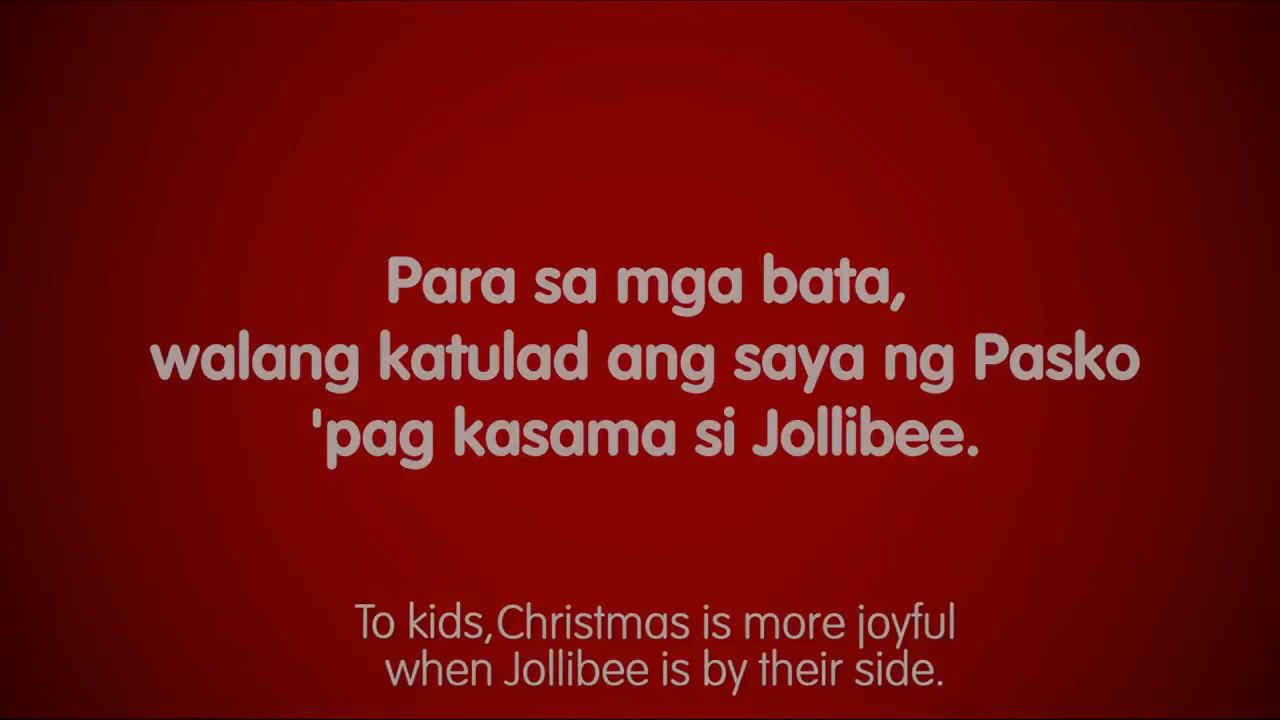 Para sa mga bata,
walang katulad ang saya ng Pasko
'pag kasama si Jollibee.
To kids,Christmas is more joyful
when Jollibee is by their side.